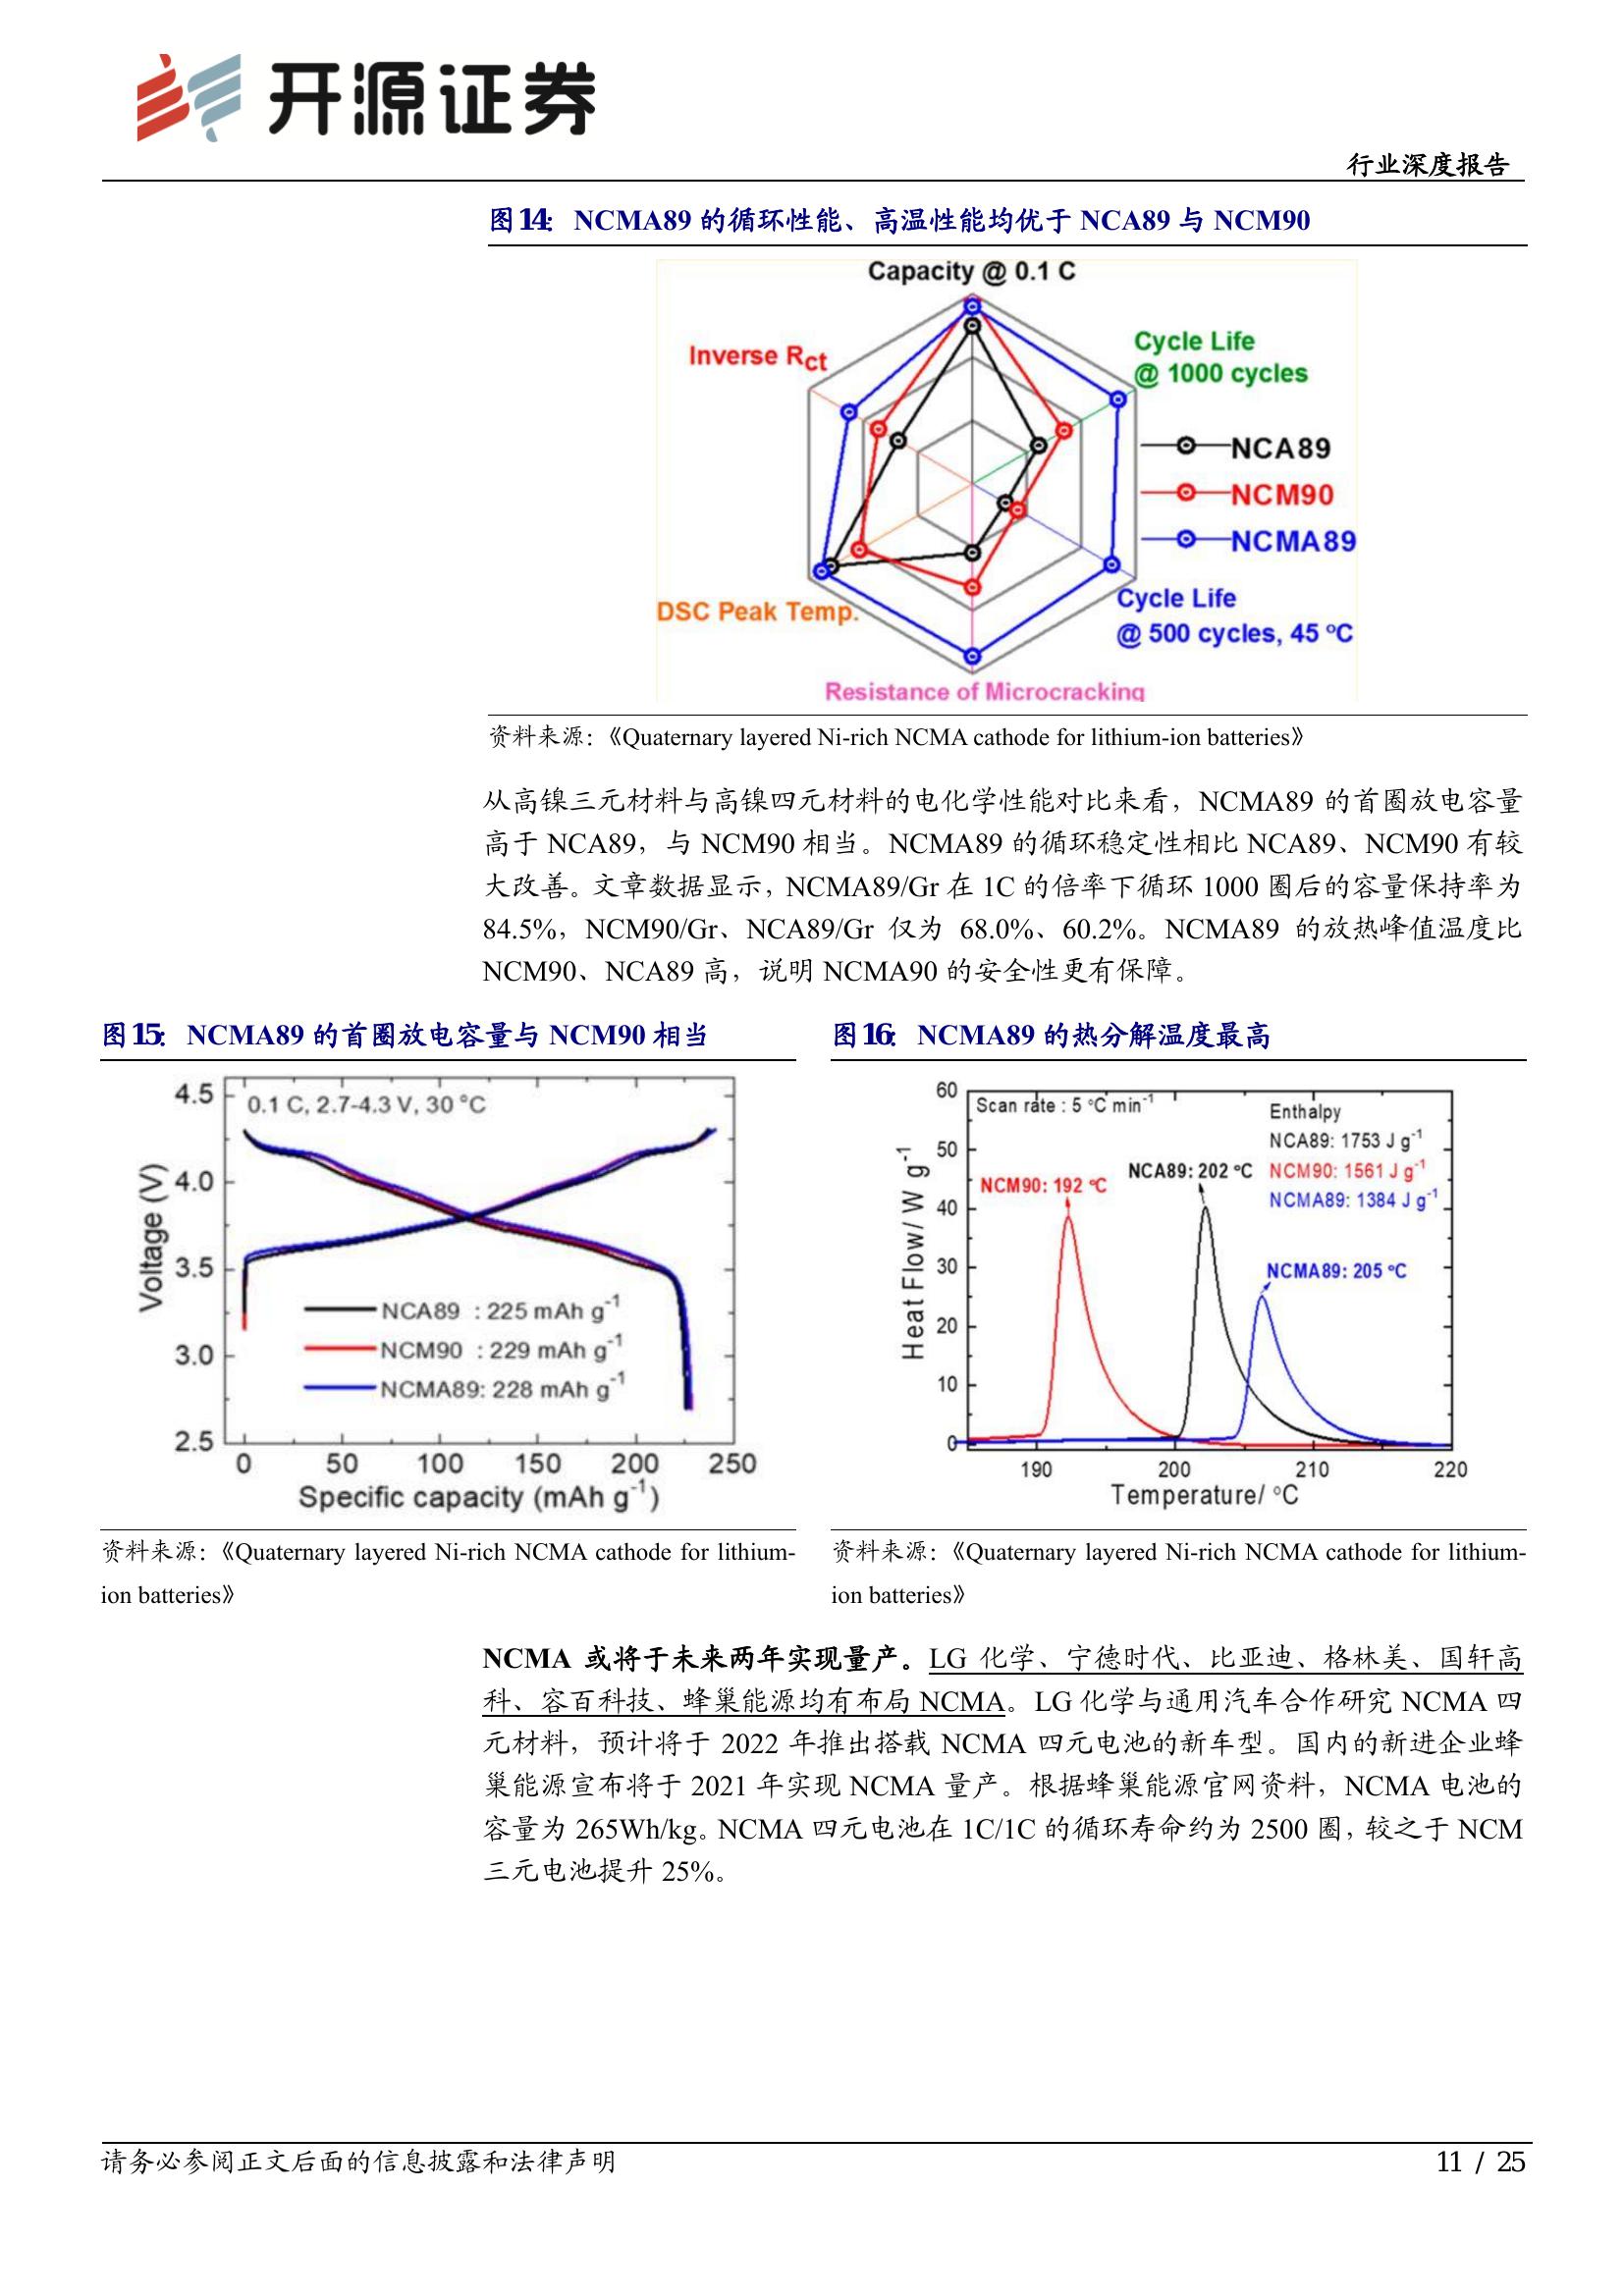 开源证券
行业深度报告
图14： NCMA89 的循环性能、高温性能均优于 NCA89 与 NCM90
Capacity @ 0.1 C
Inverse Rct
Cycle Life
@ 1000 cycles
NCA89
NCM90
NCMA89
Cycle Life
@ 500 cycles, 45 °C
DSC Peak Temp.
Resistance of Microcracking
资料来源：《Quaternary layered Ni-rich NCMA cathode for lithium-ion batteries》
从高镍三元材料与高镍四元材料的电化学性能对比来看，NCMA89 的首圈放电容量
高于 NCA89，与 NCM90 相当。NCMA89 的循环稳定性相比 NCA89、NCM90 有较
大改善。文章数据显示，NCMA89/Gr 在 1C 的倍率下循环 1000 圈后的容量保持率为
84.5%，NCM90/Gr、NCA89/Gr 仅为 68.0%、60.2%。NCMA89 的放热峰值温度比
NCM90、NCA89 高，说明 NCMA90 的安全性更有保障。
图15： NCMA89 的首圈放电容量与 NCM90 相当
4.5
4.0
3.5
3.0
2.5
Voltage (V)
0.1 C, 2.7-4.3 V, 30 °C
NCA89 : 225 mAh g⁻¹
NCM90 : 229 mAh g⁻¹
NCMA89: 228 mAh g⁻¹
0 50 100 150 200 250
Specific capacity (mAh g⁻¹)
资料来源：《Quaternary layered Ni-rich NCMA cathode for lithium-
ion batteries》
图16： NCMA89 的热分解温度最高
60
50
40
30
20
10
0
Heat Flow/ W g⁻¹
Scan rate : 5 °C min⁻¹
Enthalpy
NCA89: 1753 J g⁻¹
NCM90: 1561 J g⁻¹
NCMA89: 1384 J g⁻¹
NCM90: 192 °C
NCA89: 202 °C
NCMA89: 205 °C
190 200 210 220
Temperature/ °C
资料来源：《Quaternary layered Ni-rich NCMA cathode for lithium-
ion batteries》
NCMA 或将于未来两年实现量产。LG 化学、宁德时代、比亚迪、格林美、国轩高
科、容百科技、蜂巢能源均有布局 NCMA。LG 化学与通用汽车合作研究 NCMA 四
元材料，预计将于 2022 年推出搭载 NCMA 四元电池的新车型。国内的新进企业蜂
巢能源宣布将于 2021 年实现 NCMA 量产。根据蜂巢能源官网资料，NCMA 电池的
容量为 265Wh/kg。NCMA 四元电池在 1C/1C 的循环寿命约为 2500 圈，较之于 NCM
三元电池提升 25%。
请务必参阅正文后面的信息披露和法律声明
11 / 25